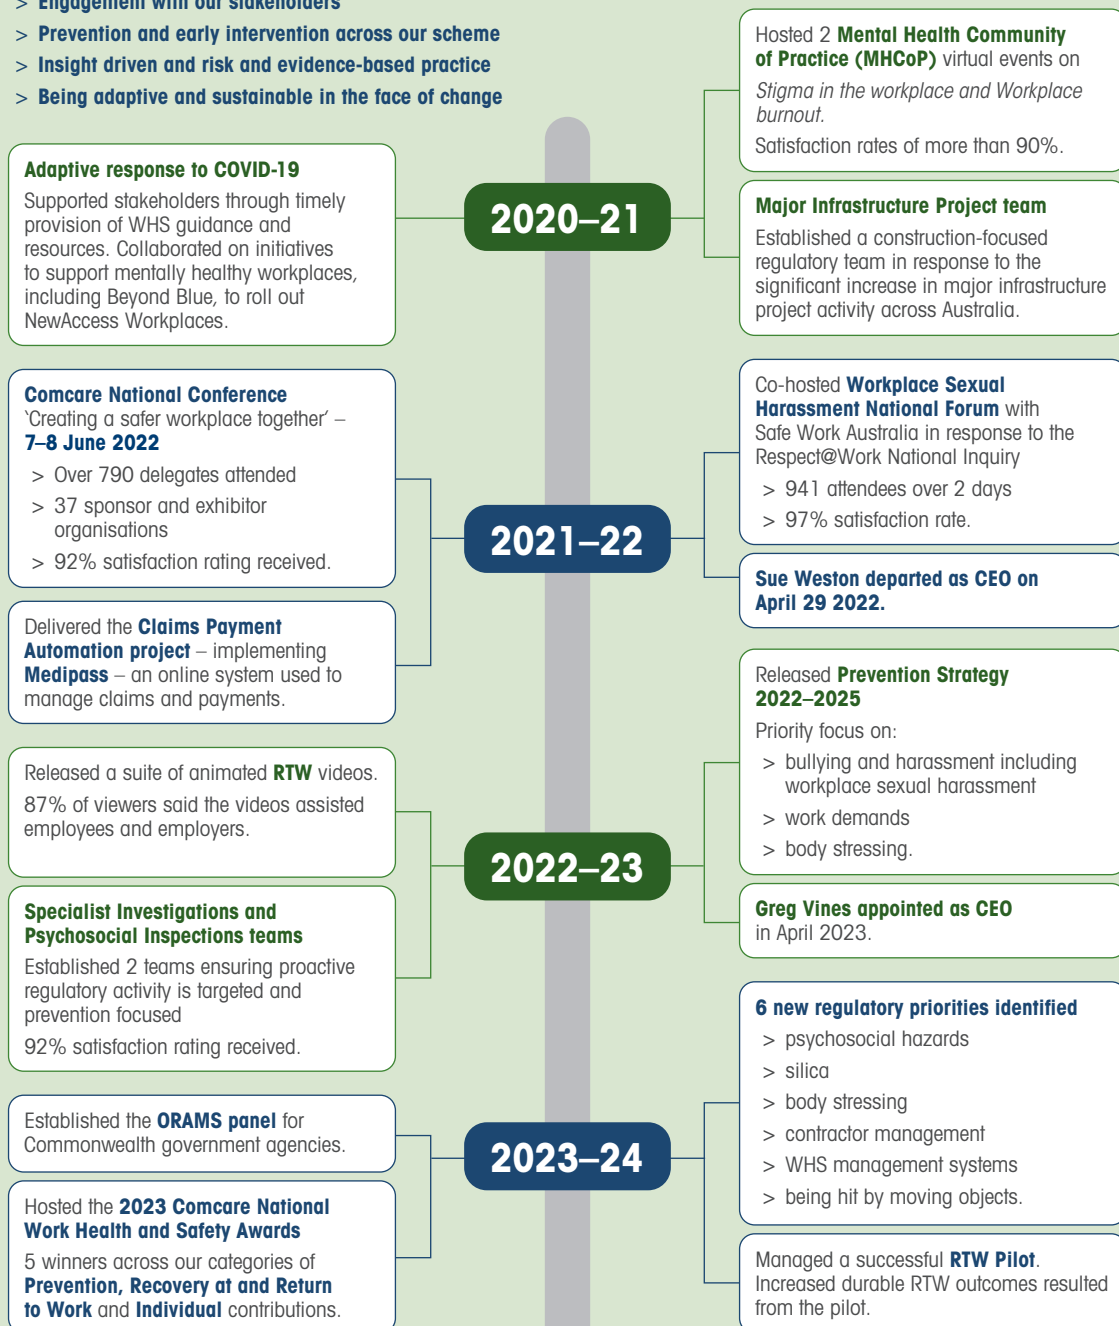 > Engagement with our stakeholders
> Prevention and early intervention across our scheme
> Insight driven and risk and evidence-based practice
> Being adaptive and sustainable in the face of change
2020–21
Adaptive response to COVID-19
Supported stakeholders through timely
provision of WHS guidance and
resources. Collaborated on initiatives
to support mentally healthy workplaces,
including Beyond Blue, to roll out
NewAccess Workplaces.
Hosted 2 Mental Health Community
of Practice (MHCoP) virtual events on
Stigma in the workplace and Workplace
burnout.
Satisfaction rates of more than 90%.
Major Infrastructure Project team
Established a construction-focused
regulatory team in response to the
significant increase in major infrastructure
project activity across Australia.
2021–22
Comcare National Conference
‘Creating a safer workplace together’ –
7–8 June 2022
> Over 790 delegates attended
> 37 sponsor and exhibitor
organisations
> 92% satisfaction rating received.
Delivered the Claims Payment
Automation project – implementing
Medipass – an online system used to
manage claims and payments.
Co-hosted Workplace Sexual
Harassment National Forum with
Safe Work Australia in response to the
Respect@Work National Inquiry
> 941 attendees over 2 days
> 97% satisfaction rate.
Sue Weston departed as CEO on
April 29 2022.
2022–23
Released a suite of animated RTW videos.
87% of viewers said the videos assisted
employees and employers.
Specialist Investigations and
Psychosocial Inspections teams
Established 2 teams ensuring proactive
regulatory activity is targeted and
prevention focused
92% satisfaction rating received.
Released Prevention Strategy
2022–2025
Priority focus on:
> bullying and harassment including
workplace sexual harassment
> work demands
> body stressing.
Greg Vines appointed as CEO
in April 2023.
2023–24
Established the ORAMS panel for
Commonwealth government agencies.
Hosted the 2023 Comcare National
Work Health and Safety Awards
5 winners across our categories of
Prevention, Recovery at and Return
to Work and Individual contributions.
6 new regulatory priorities identified
> psychosocial hazards
> silica
> body stressing
> contractor management
> WHS management systems
> being hit by moving objects.
Managed a successful RTW Pilot.
Increased durable RTW outcomes resulted
from the pilot.